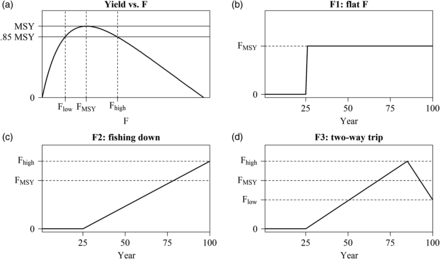 (a) Yield vs. F
MSY
.85 MSY
0
Flow FMSY Fhigh
F
(b) F1: flat F
FMSY
0
25 50 75 100
Year
(c) F2: fishing down
Fhigh
FMSY
0
25 50 75 100
Year
(d) F3: two-way trip
Fhigh
FMSY
Flow
0
25 50 75 100
Year